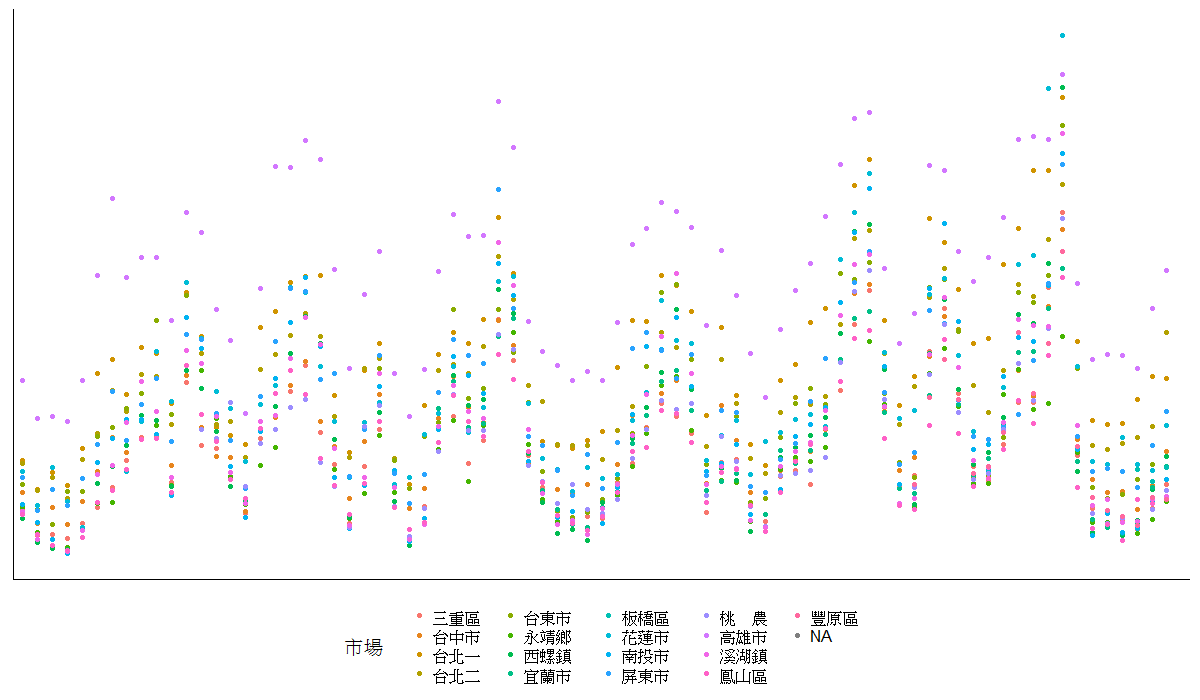 市場
三重區
台中市
台北一
台北二
台東市
永靖鄉
西螺鎮
宜蘭市
板橋區
花蓮市
南投市
屏東市
桃　農
高雄市
溪湖鎮
鳳山區
豐原區
NA